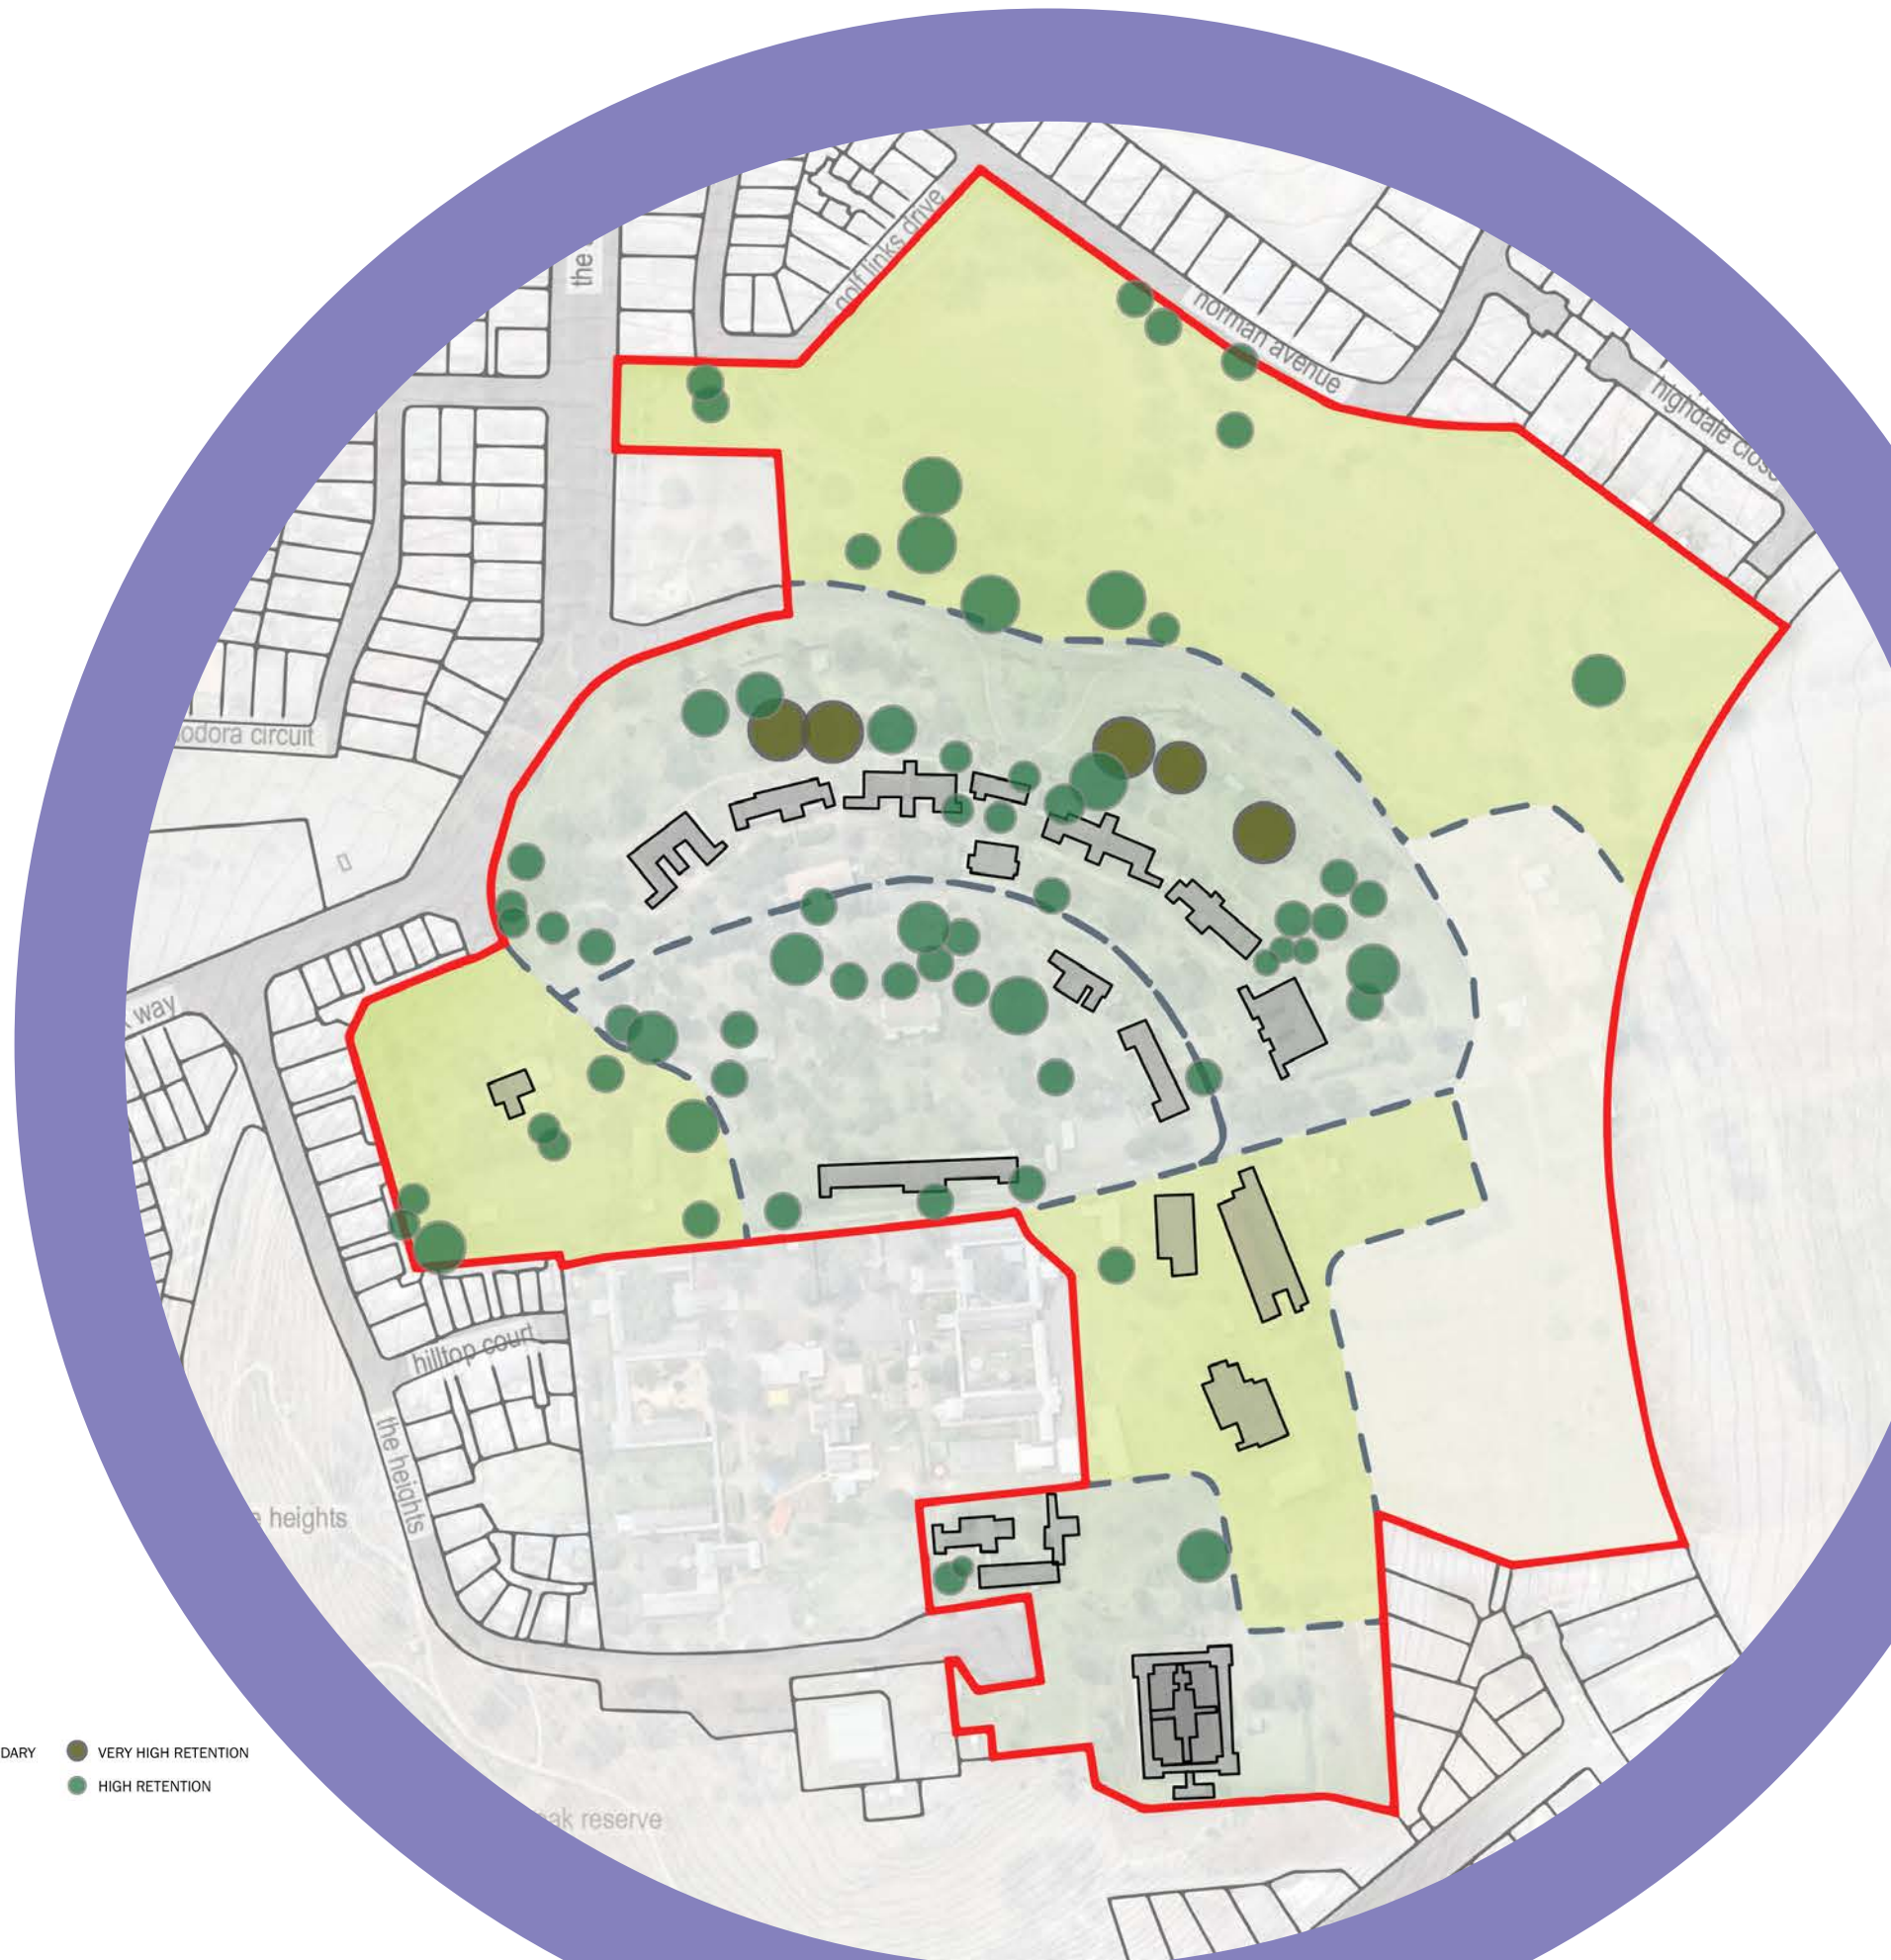 the
golf links drive
norman avenue
highdale close
odora circuit
way
hilltop court
the heights
heights
ak reserve
DARY
VERY HIGH RETENTION
HIGH RETENTION